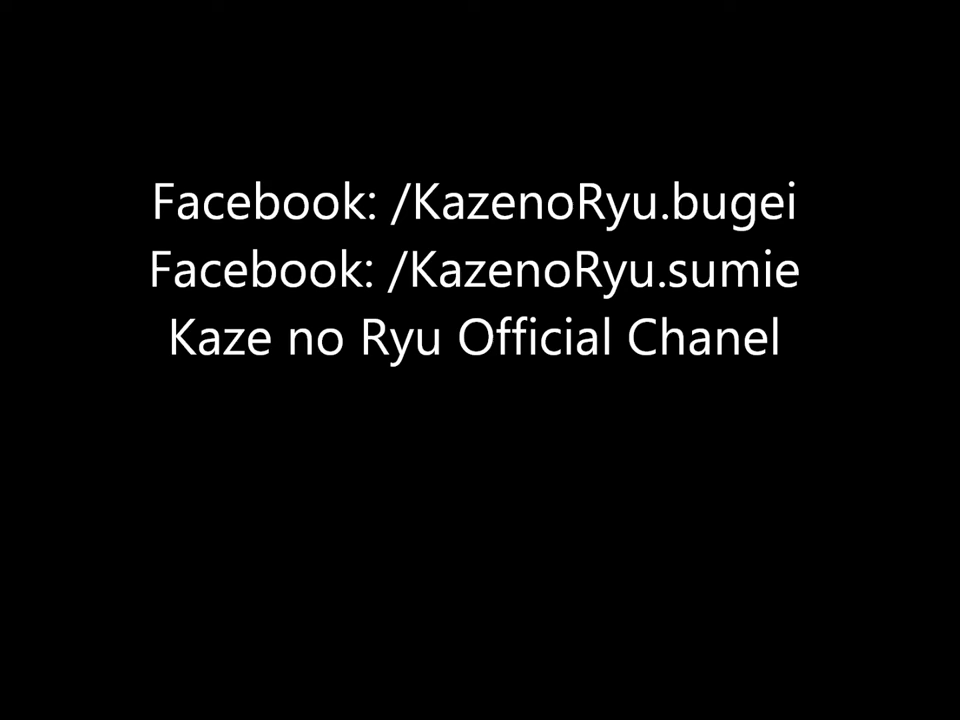 Facebook: /KazenoRyu.bugei
Facebook: /KazenoRyu.sumie
Kaze no Ryu Official Chanel